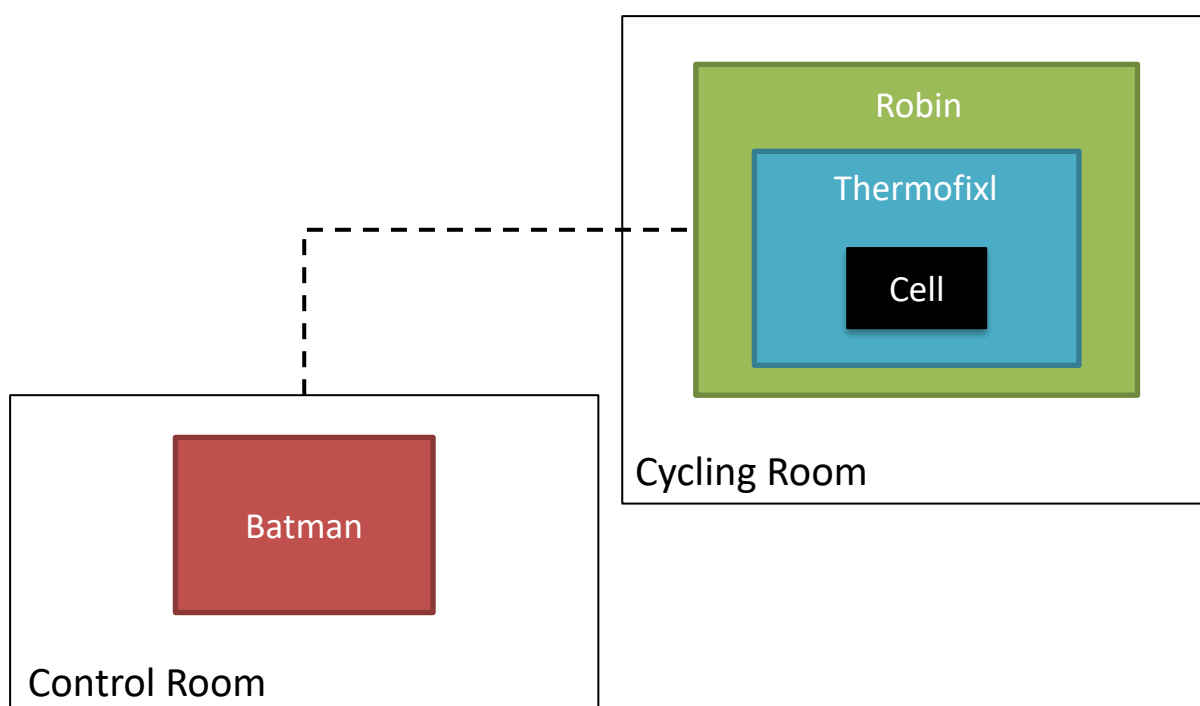 Robin
Thermofixl
Cell
Cycling Room
Batman
Control Room